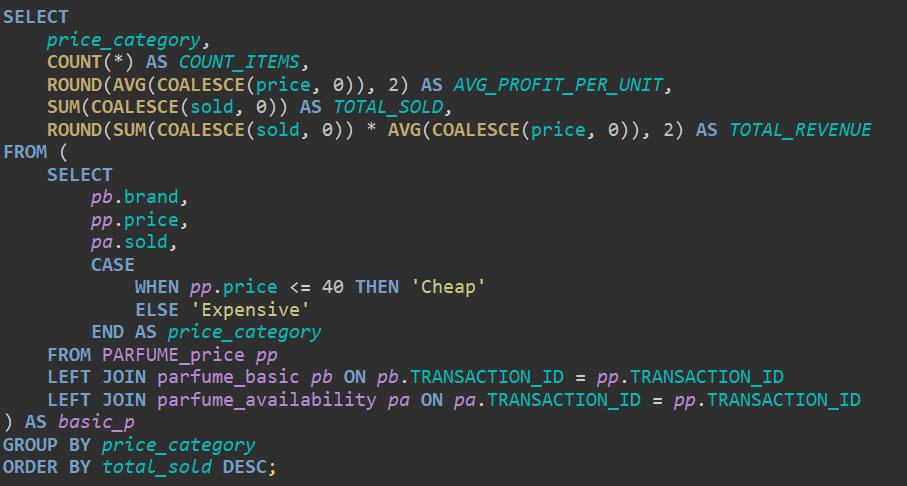 SELECT
    price_category,
    COUNT(*) AS COUNT_ITEMS,
    ROUND(AVG(COALESCE(price, 0)), 2) AS AVG_PROFIT_PER_UNIT,
    SUM(COALESCE(sold, 0)) AS TOTAL_SOLD,
    ROUND(SUM(COALESCE(sold, 0)) * AVG(COALESCE(price, 0)), 2) AS TOTAL_REVENUE
FROM (
    SELECT
        pb.brand,
        pp.price,
        pa.sold,
        CASE
            WHEN pp.price <= 40 THEN 'Cheap'
            ELSE 'Expensive'
        END AS price_category
    FROM PARFUME_price pp
    LEFT JOIN parfume_basic pb ON pb.TRANSACTION_ID = pp.TRANSACTION_ID
    LEFT JOIN parfume_availability pa ON pa.TRANSACTION_ID = pp.TRANSACTION_ID
) AS basic_p
GROUP BY price_category
ORDER BY total_sold DESC;